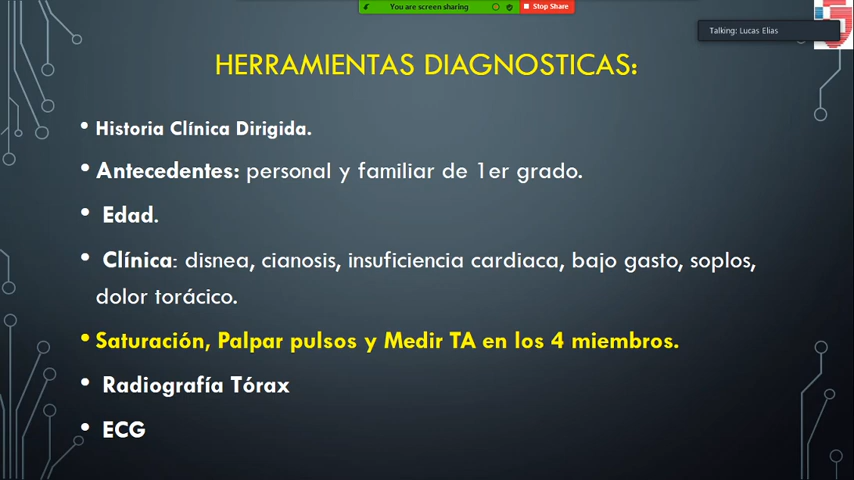 You are screen sharing
Stop Share
Talking: Lucas Elias
HERRAMIENTAS DIAGNOSTICAS:
• Historia Clínica Dirigida.
• Antecedentes: personal y familiar de 1er grado.
• Edad.
• Clínica: disnea, cianosis, insuficiencia cardiaca, bajo gasto, soplos,
dolor torácico.
• Saturación, Palpar pulsos y Medir TA en los 4 miembros.
• Radiografía Tórax
• ECG